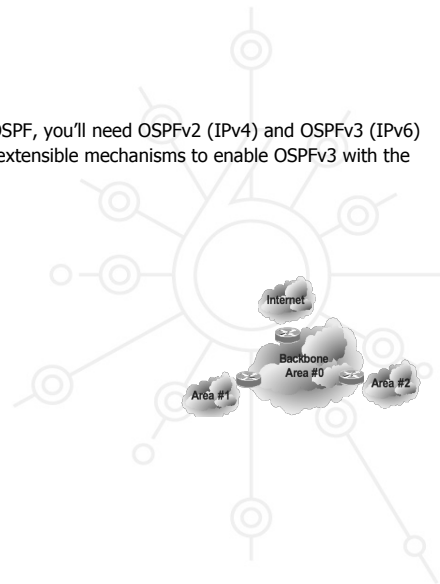 OSPF, you'll need OSPFv2 (IPv4) and OSPFv3 (IPv6)
extensible mechanisms to enable OSPFv3 with the
Internet
Backbone
Area #0
Area #1
Area #2